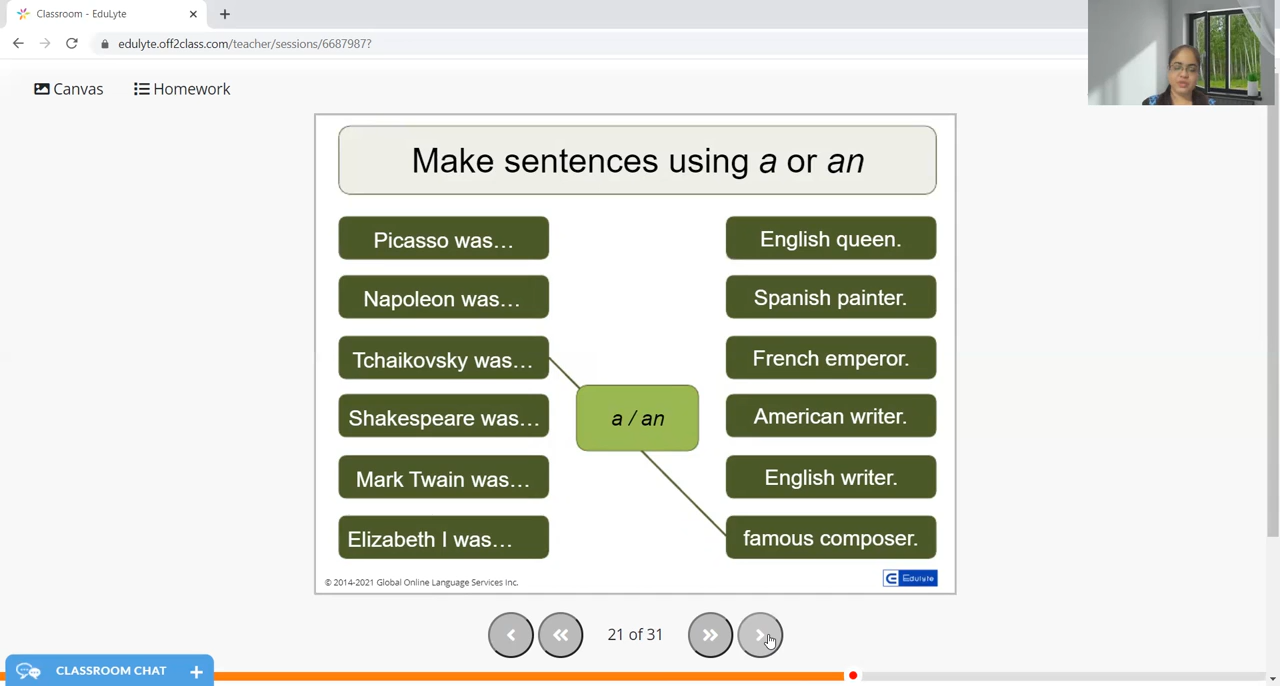 Classroom - EduLyte
edulyte.off2class.com/teacher/sessions/6687987?
Canvas
Homework
Make sentences using a or an
Picasso was…
English queen.
Napoleon was…
Spanish painter.
Tchaikovsky was…
French emperor.
a / an
Shakespeare was…
American writer.
Mark Twain was…
English writer.
Elizabeth I was…
famous composer.
© 2014-2021 Global Online Language Services Inc.
Edulyte
21 of 31
CLASSROOM CHAT